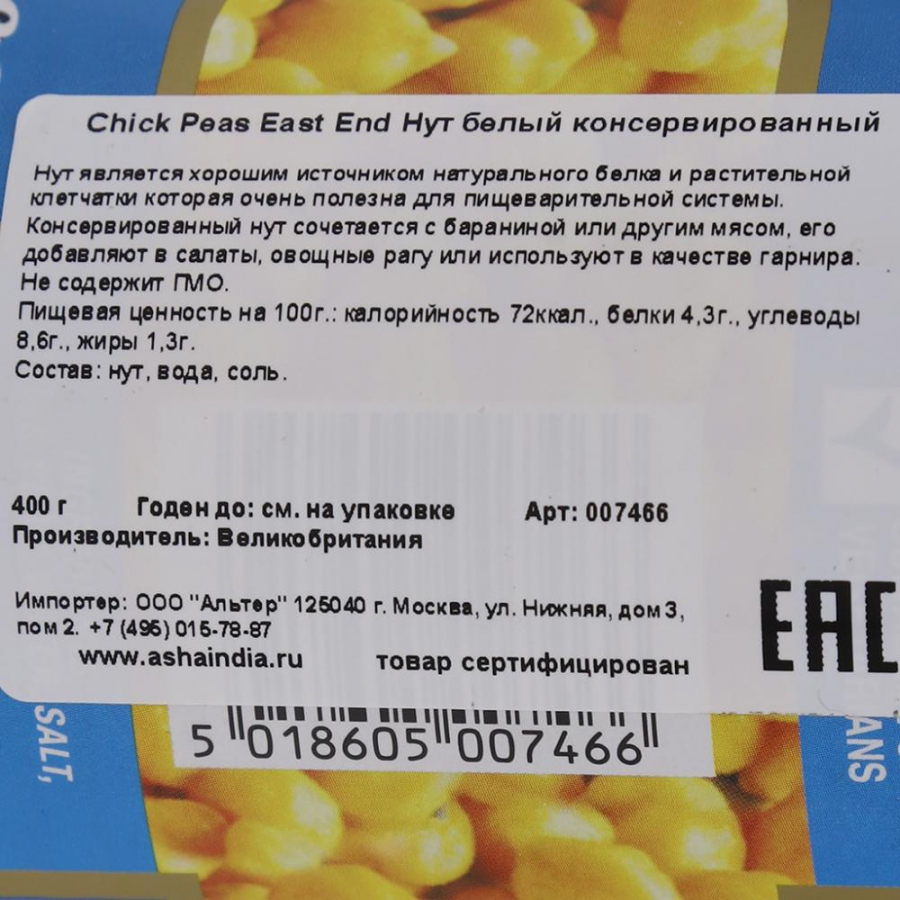 Chick Peas East End Нут белый консервированный
Нут является хорошим источником натурального белка и растительной
клетчатки которая очень полезна для пищеварительной системы.
Консервированный нут сочетается с бараниной или другим мясом, его
добавляют в салаты, овощные рагу или используют в качестве гарнира.
Не содержит ГМО.
Пищевая ценность на 100г.: калорийность 72ккал., белки 4,3г., углеводы
8,6г., жиры 1,3г.
Состав: нут, вода, соль.
400 г Годен до: см. на упаковке Арт: 007466
Производитель: Великобритания
Импортер: ООО "Альтер" 125040 г. Москва, ул. Нижняя, дом 3,
пом 2. +7 (495) 015-78-87
www.ashaindia.ru товар сертифицирован
EAC
SALT,
5 018605 007466